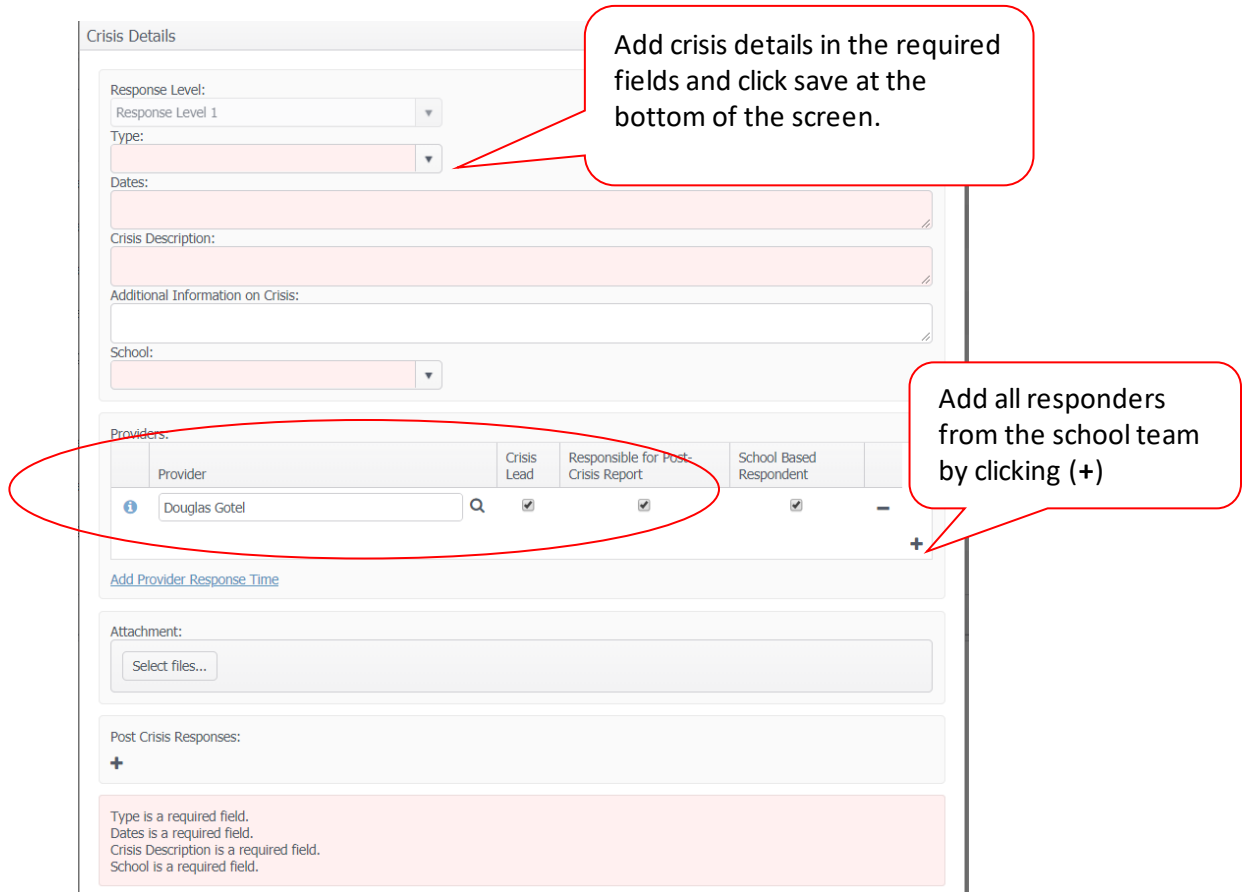 Crisis Details
Add crisis details in the required
fields and click save at the
bottom of the screen.
Response Level:
Response Level 1
Type:
Dates:
Crisis Description:
Additional Information on Crisis:
School:
Add all responders
from the school team
by clicking (+)
Providers:
Provider
Crisis
Lead
Responsible for Post-
Crisis Report
School Based
Respondent
Douglas Gotel
Add Provider Response Time
Attachment:
Select files...
Post Crisis Responses:
Type is a required field.
Dates is a required field.
Crisis Description is a required field.
School is a required field.